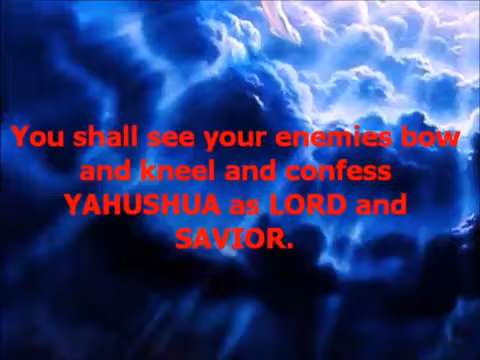 You shall see your enemies bow
and kneel and confess
YAHUSHUA as LORD and
SAVIOR.